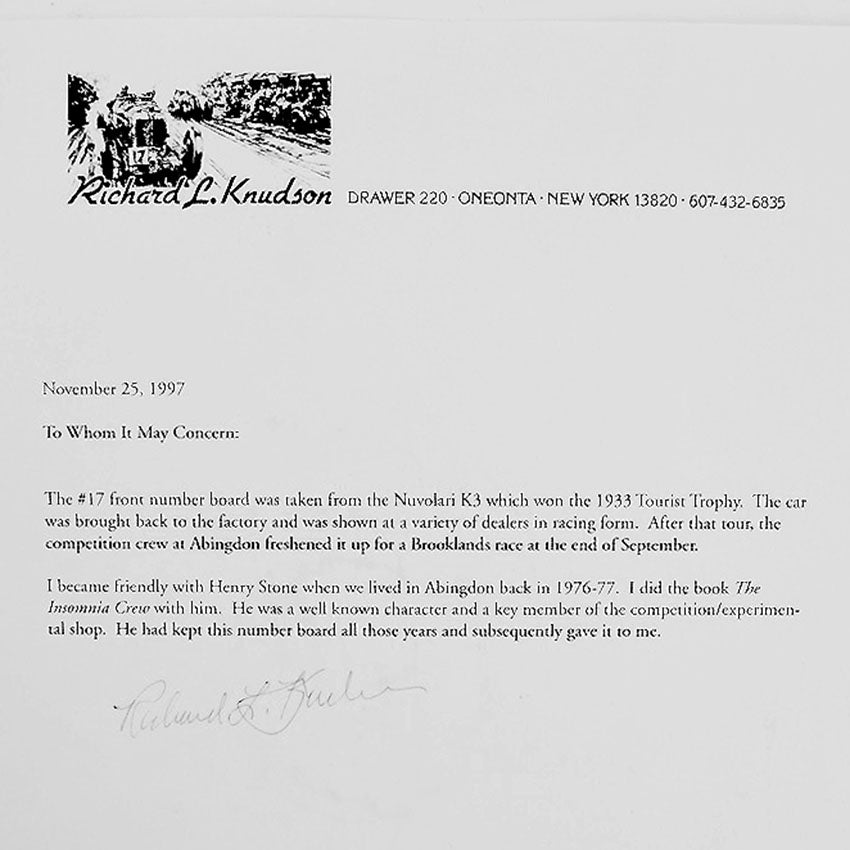 17
Richard L. Knudson DRAWER 220 · ONEONTA · NEW YORK 13820 · 607-432-6835
November 25, 1997
To Whom It May Concern:
The #17 front number board was taken from the Nuvolari K3 which won the 1933 Tourist Trophy. The car
was brought back to the factory and was shown at a variety of dealers in racing form. After that tour, the
competition crew at Abingdon freshened it up for a Brooklands race at the end of September.
I became friendly with Henry Stone when we lived in Abingdon back in 1976-77. I did the book The
Insomnia Crew with him. He was a well known character and a key member of the competition/experimen-
tal shop. He had kept this number board all those years and subsequently gave it to me.
Richard L. Knudson